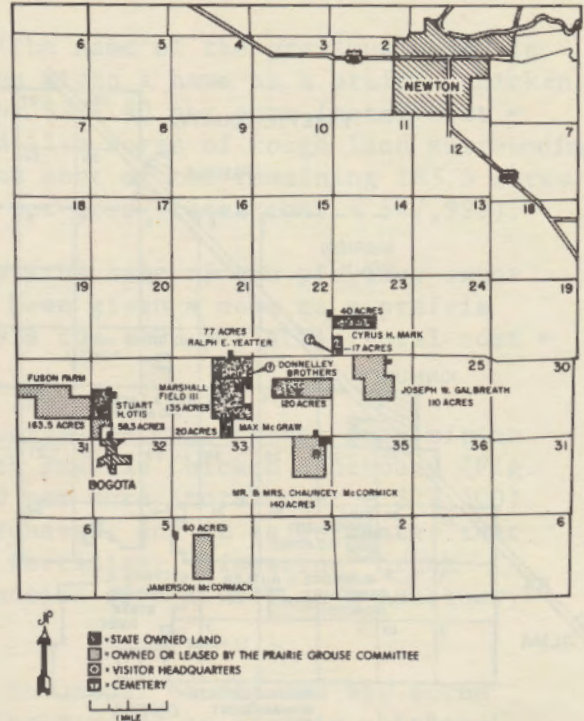 6 5 4 3 2
NEWTON
7 8 9 10 11 12 7
18 17 16 15 14 13 18
19 20 21 22 23 24 19
40 ACRES
CYRUS H. MARK
17 ACRES
77 ACRES
RALPH E. YEATTER
DONNELLEY
BROTHERS
120 ACRES
25 30
JOSEPH W. GALBREATH
110 ACRES
FUSON PARM
163.5 ACRES
STUART
H. OTIS
58.3 ACRES
MARSHALL
FIELD III
135 ACRES
20 ACRES
MAX McGRAW
31 32 33 35 36 31
BOGOTA
MR. & MRS. CHAUNCEY McCORMICK
140 ACRES
6 5 4 3 2 6
60 ACRES
JAMERSON McCORMACK
= STATE OWNED LAND
= OWNED OR LEASED BY THE PRAIRIE GROUSE COMMITTEE
= VISITOR HEADQUARTERS
= CEMETERY
1 MILE